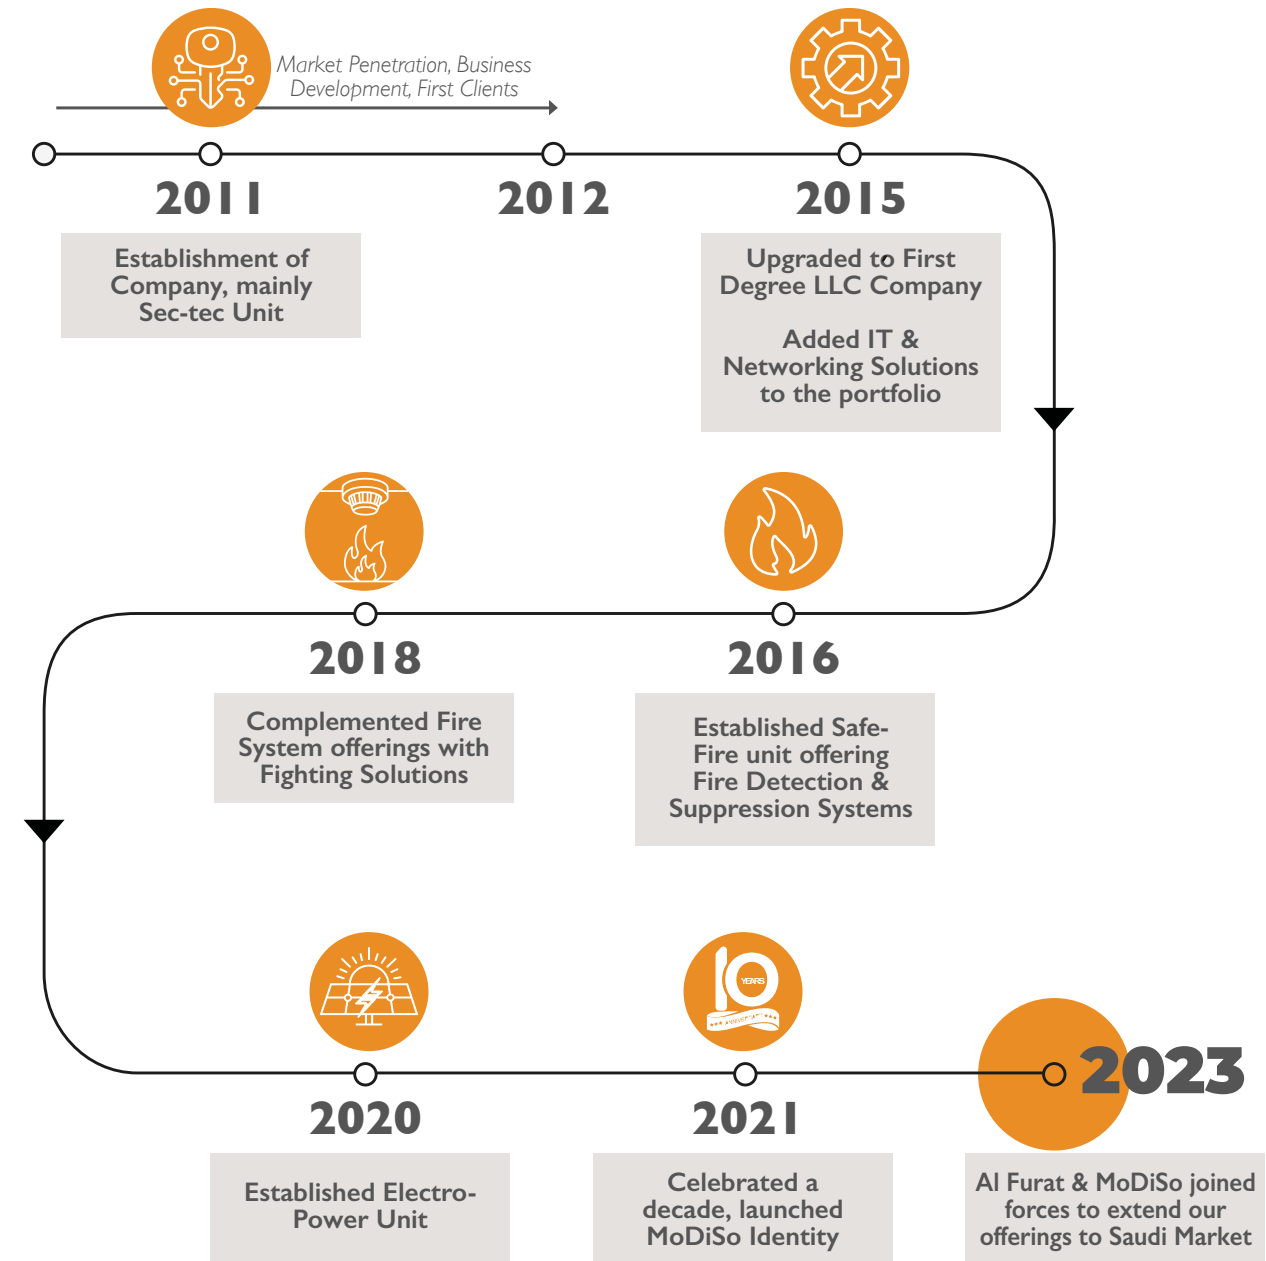 Market Penetration, Business
Development, First Clients
2011
2012
2015
Establishment of
Company, mainly
Sec-tec Unit
Upgraded to First
Degree LLC Company
Added IT &
Networking Solutions
to the portfolio
2018
2016
Complemented Fire
System offerings with
Fighting Solutions
Established Safe-
Fire unit offering
Fire Detection &
Suppression Systems
10
YEARS
ANNIVERSARY
2020
2021
2023
Established Electro-
Power Unit
Celebrated a
decade, launched
MoDiSo Identity
Al Furat & MoDiSo joined
forces to extend our
offerings to Saudi Market